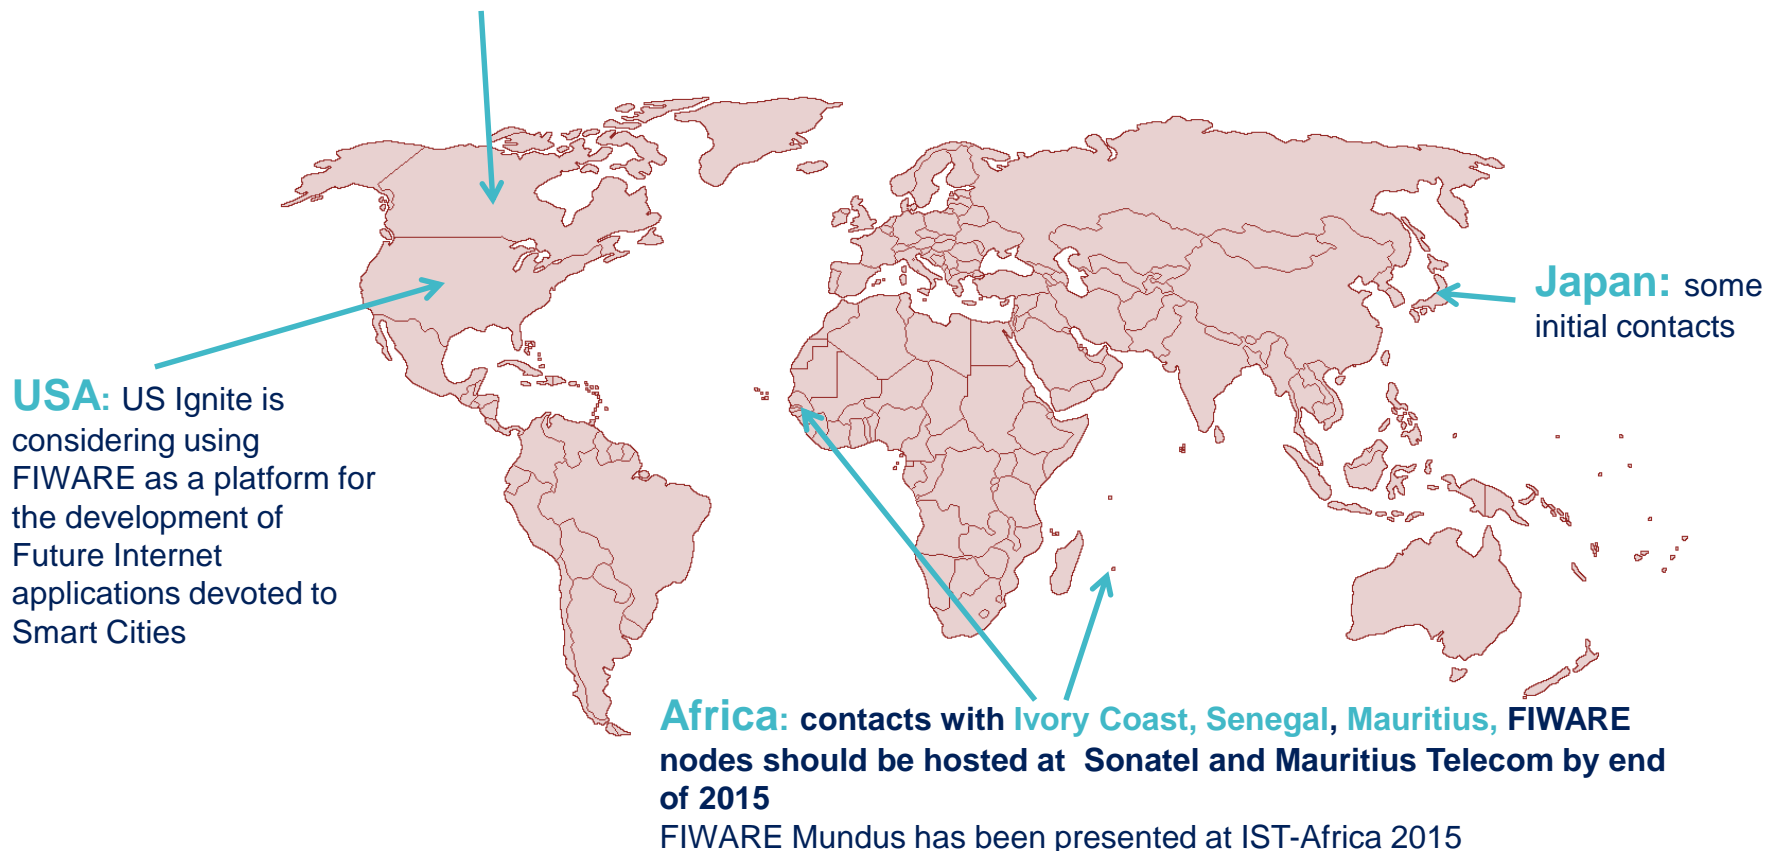 Japan: some
initial contacts
USA: US Ignite is
considering using
FIWARE as a platform for
the development of
Future Internet
applications devoted to
Smart Cities
Africa: contacts with Ivory Coast, Senegal, Mauritius, FIWARE
nodes should be hosted at Sonatel and Mauritius Telecom by end
of 2015
FIWARE Mundus has been presented at IST-Africa 2015